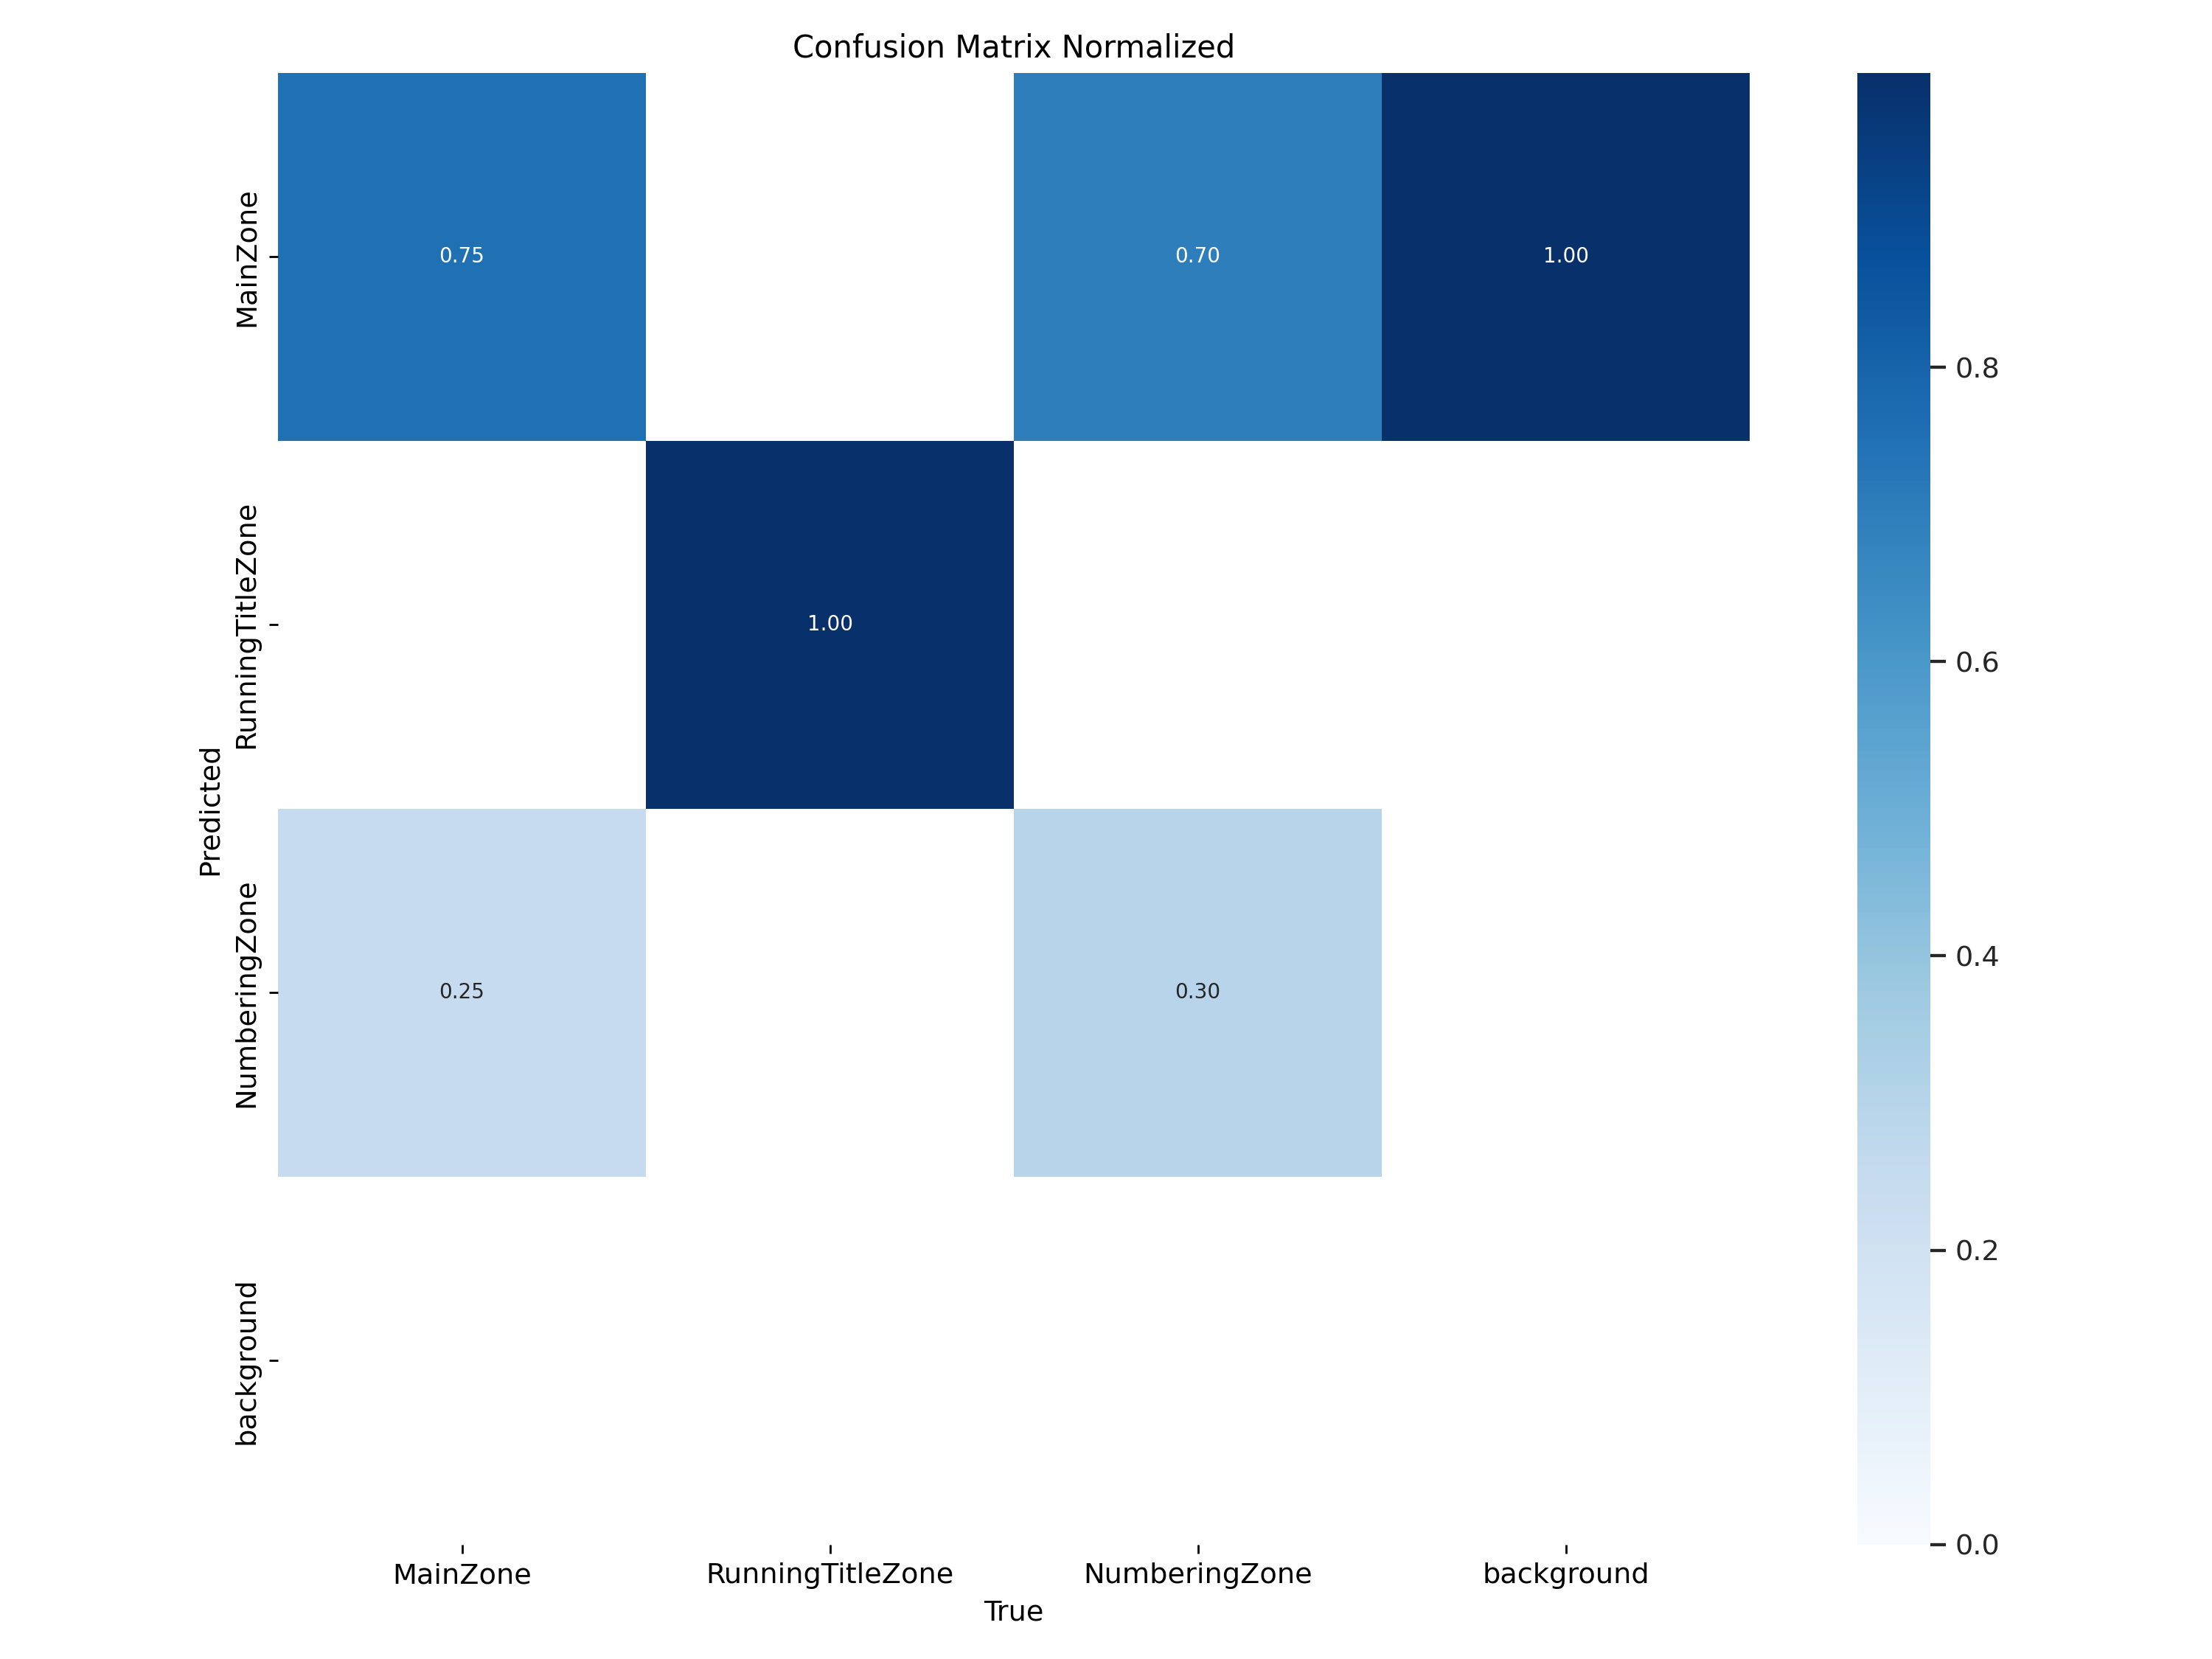 Confusion Matrix Normalized
Predicted
MainZone
0.75
0.70
1.00
RunningTitleZone
1.00
NumberingZone
0.25
0.30
background
MainZone
RunningTitleZone
NumberingZone
background
True
0.8
0.6
0.4
0.2
0.0